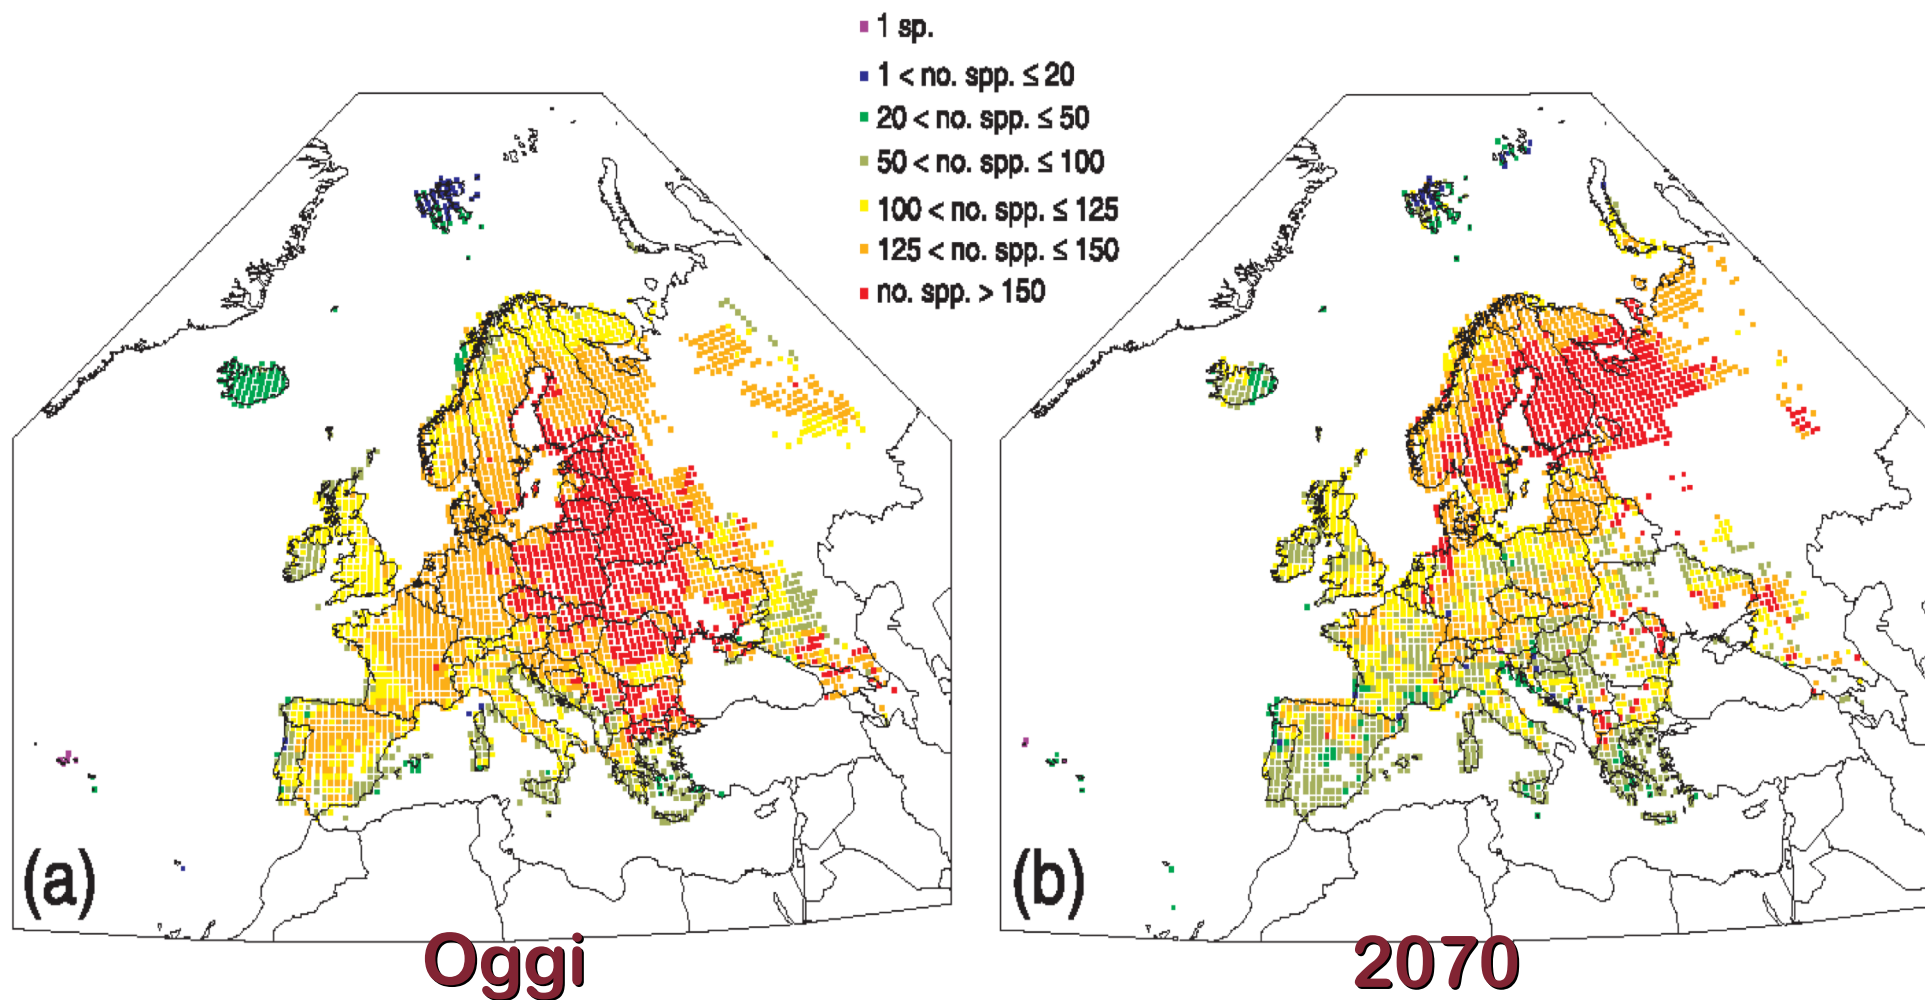 1 sp.
1 < no. spp. ≤ 20
20 < no. spp. ≤ 50
50 < no. spp. ≤ 100
100 < no. spp. ≤ 125
125 < no. spp. ≤ 150
no. spp. > 150
(a)
(b)
Oggi
2070